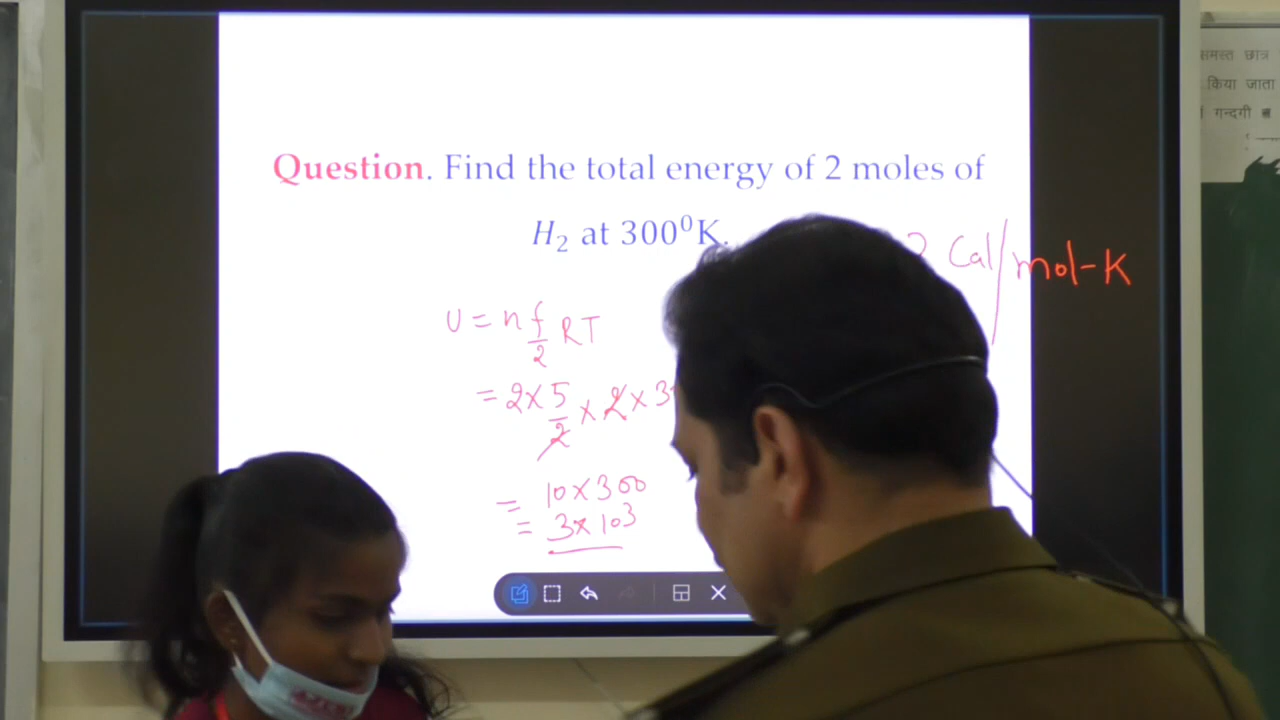 समस्त छात्र
किया जाता
गन्दगी
Question. Find the total energy of 2 moles of
H₂ at 300⁰K.
2 Cal/mol-K
U = n f/2 RT
= 2 × 5/2 × 2 × 3
= 10 × 300
= 3 × 10³